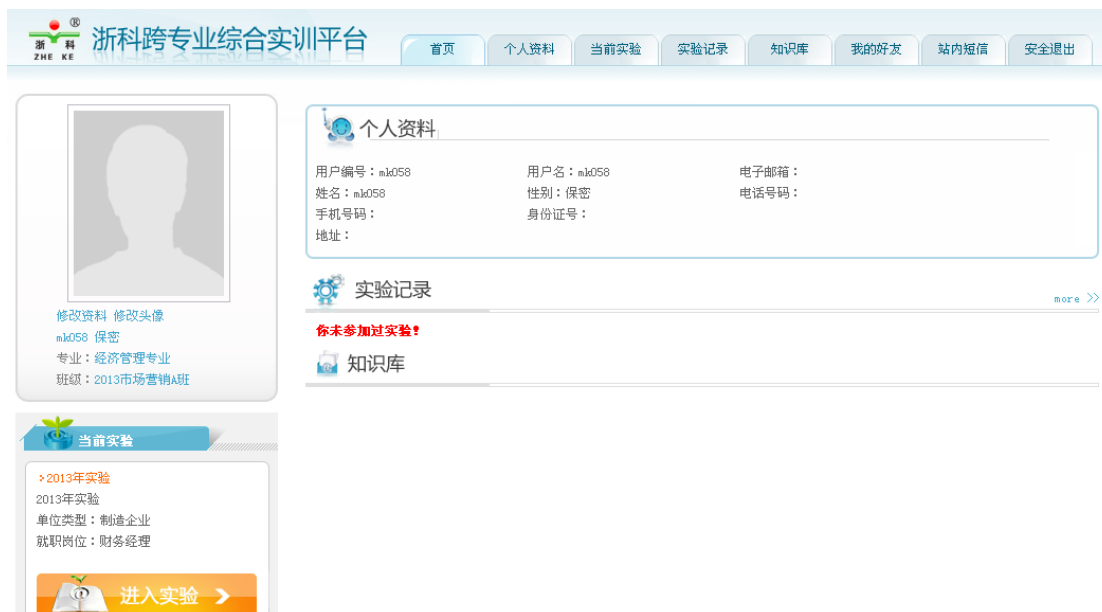 ®
浙 科
ZHE KE
浙科跨专业综合实训平台
首页 个人资料 当前实验 实验记录 知识库 我的好友 站内短信 安全退出
个人资料
用户编号：mk058 用户名：mk058 电子邮箱：
姓名：mk058 性别：保密 电话号码：
手机号码： 身份证号：
地址：
实验记录
more >>
你未参加过实验！
知识库
修改资料 修改头像
mk058 保密
专业：经济管理专业
班级：2013市场营销A班
当前实验
>2013年实验
2013年实验
单位类型：制造企业
就职岗位：财务经理
进入实验